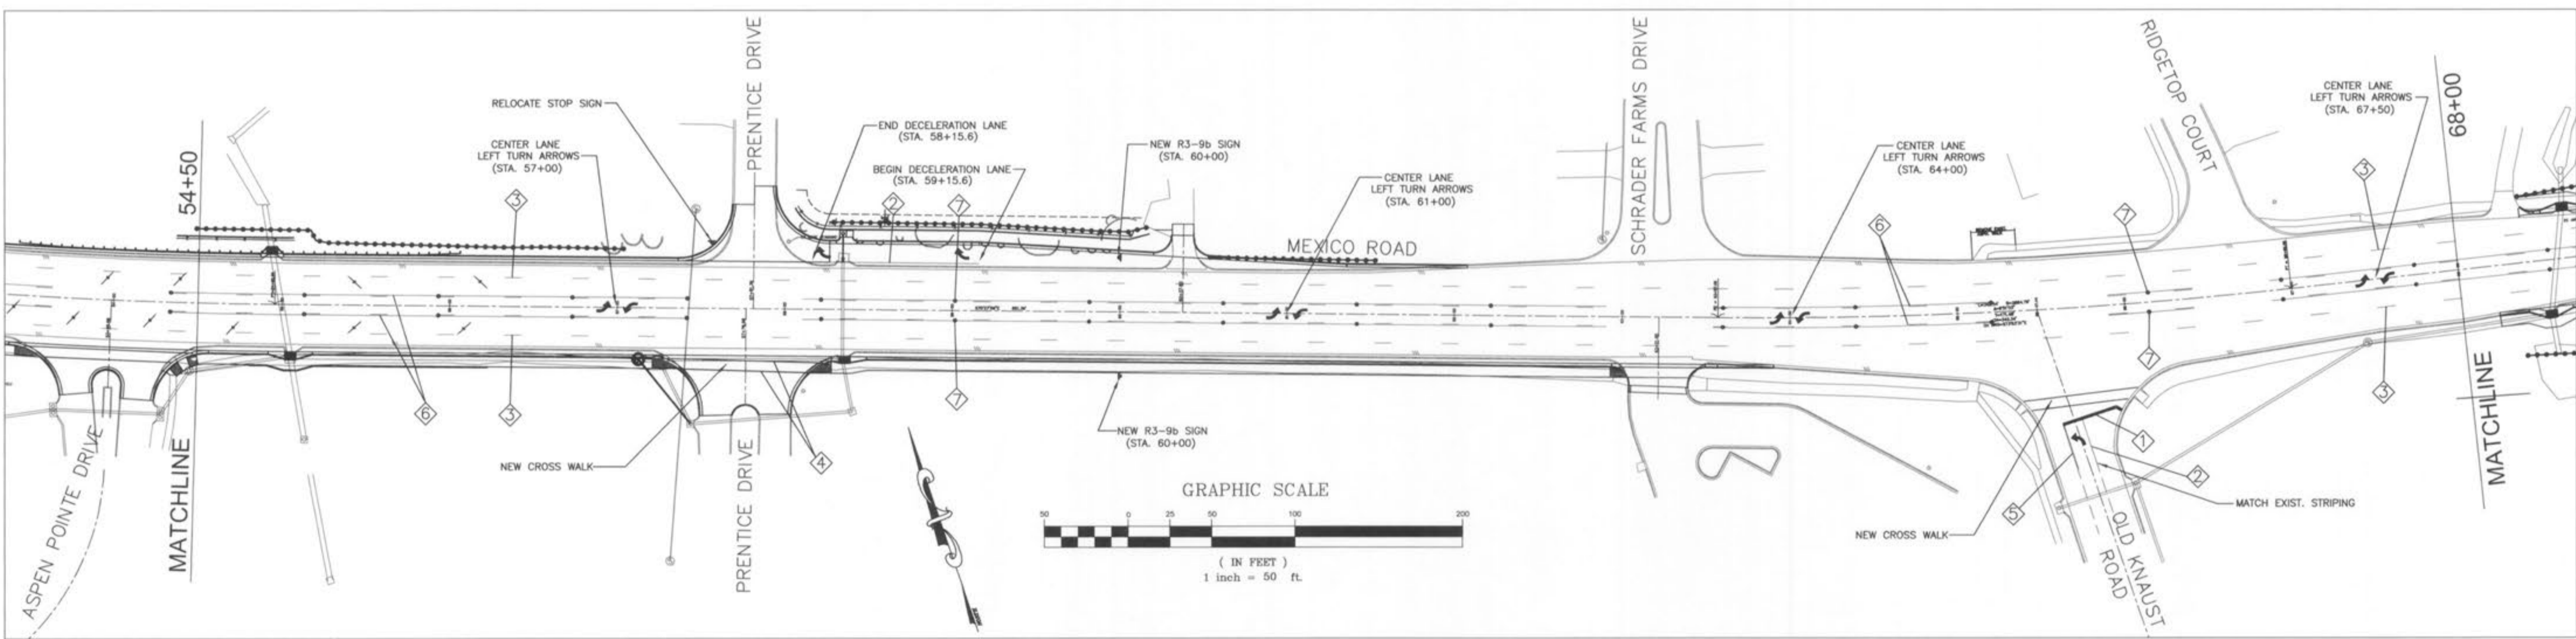 RELOCATE STOP SIGN
CENTER LANE
LEFT TURN ARROWS
(STA. 57+00)
PRENTICE DRIVE
END DECELERATION LANE
(STA. 58+15.6)
BEGIN DECELERATION LANE
(STA. 59+15.6)
NEW R3-9b SIGN
(STA. 60+00)
CENTER LANE
LEFT TURN ARROWS
(STA. 61+00)
MEXICO ROAD
SCHRADER FARMS DRIVE
CENTER LANE
LEFT TURN ARROWS
(STA. 64+00)
RIDGETOP COURT
CENTER LANE
LEFT TURN ARROWS
(STA. 67+50)
68+00
MATCHLINE
54+50
MATCHLINE
3
2
7
6
7
3
6
3
7
4
7
3
1
2
5
ASPEN POINTE DRIVE
NEW CROSS WALK
PRENTICE DRIVE
NEW R3-9b SIGN
(STA. 60+00)
GRAPHIC SCALE
50 0 25 50 100 200
( IN FEET )
1 inch = 50 ft.
NEW CROSS WALK
MATCH EXIST. STRIPING
OLD KNAUST
ROAD